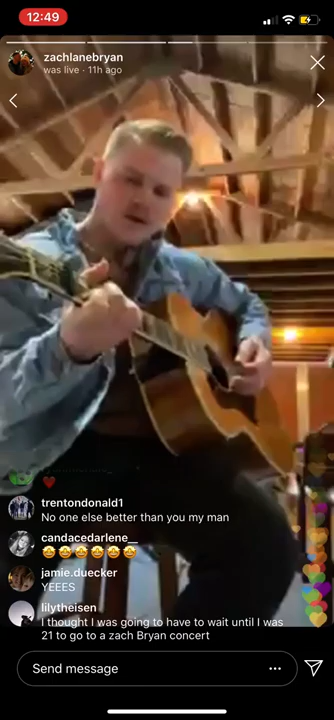 12:49
zachlanebryan
was live · 11h ago
trentondonald1
No one else better than you my man
candacedarlene__
🤩🤩🤩🤩🤩🤩
jamie.duecker
YEEES
lilytheisen
I thought I was going to have to wait until I was
21 to go to a zach Bryan concert
Send message